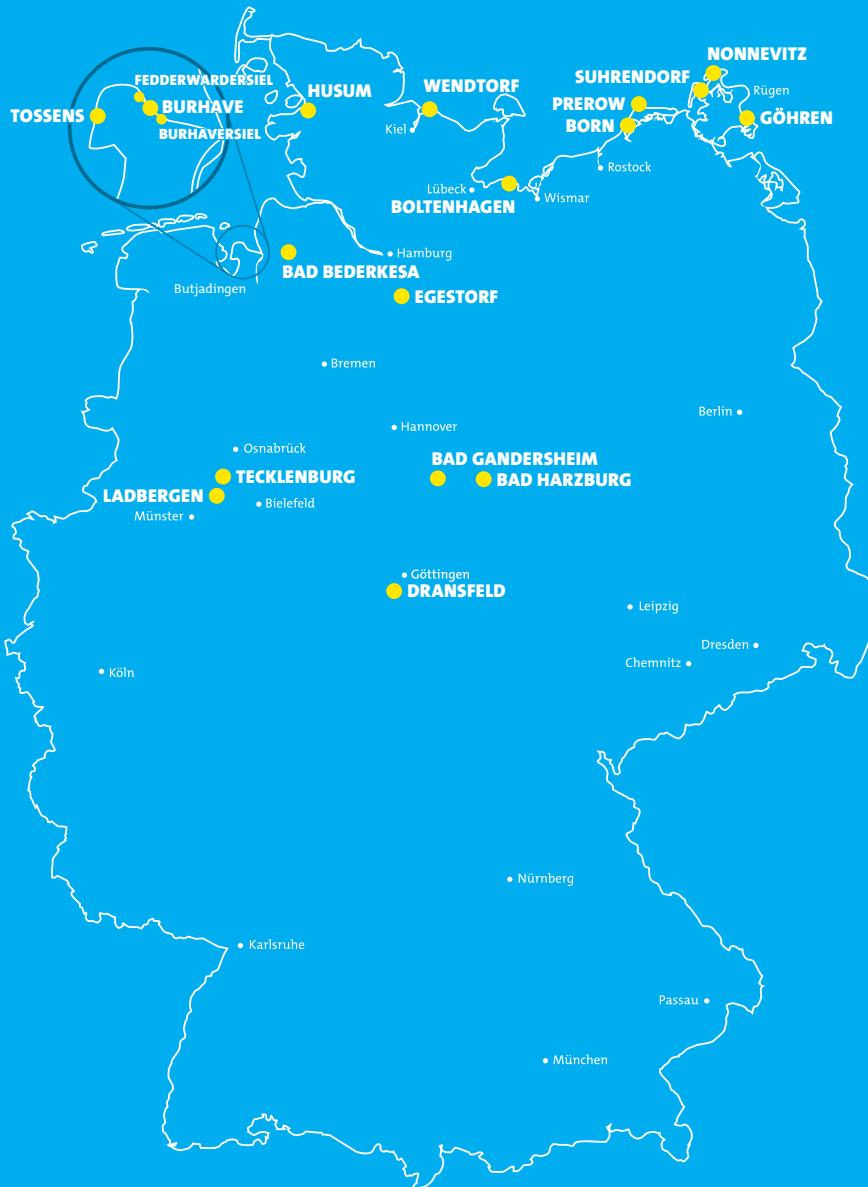 NONNEVITZ
FEDDERWARDERSIEL
SUHRENDORF
HUSUM
WENDTORF
Rügen
TOSSENS
BURHAVE
PREROW
GÖHREN
BURHAVERSIEL
Kiel
BORN
Rostock
Lübeck
Wismar
BOLTENHAGEN
Hamburg
BAD BEDERKESA
Butjadingen
EGESTORF
Bremen
Berlin
Hannover
Osnabrück
BAD GANDERSHEIM
TECKLENBURG
BAD HARZBURG
LADBERGEN
Bielefeld
Münster
Göttingen
DRANSFELD
Leipzig
Dresden
Chemnitz
Köln
Nürnberg
Karlsruhe
Passau
München